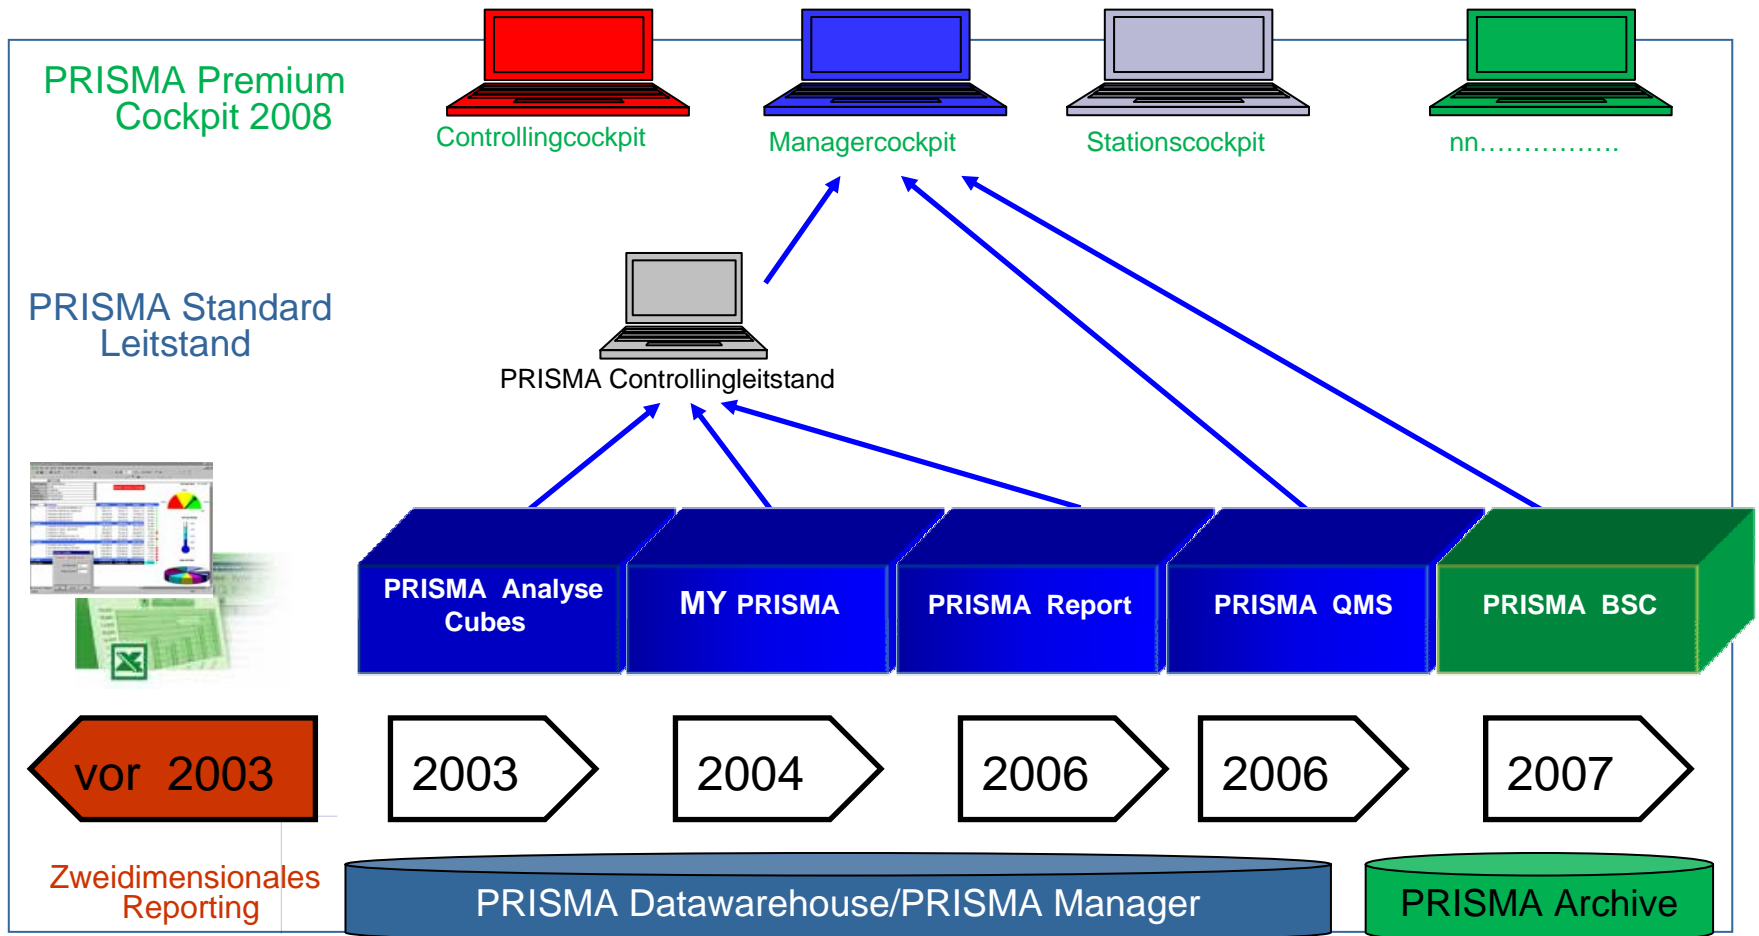 PRISMA Premium
Cockpit 2008
Controllingcockpit
Managercockpit
Stationscockpit
nn................
PRISMA Standard
Leitstand
PRISMA Controllingleitstand
PRISMA Analyse
Cubes
MY PRISMA
PRISMA Report
PRISMA QMS
PRISMA BSC
vor 2003
2003
2004
2006
2006
2007
Zweidimensionales
Reporting
PRISMA Datawarehouse/PRISMA Manager
PRISMA Archive